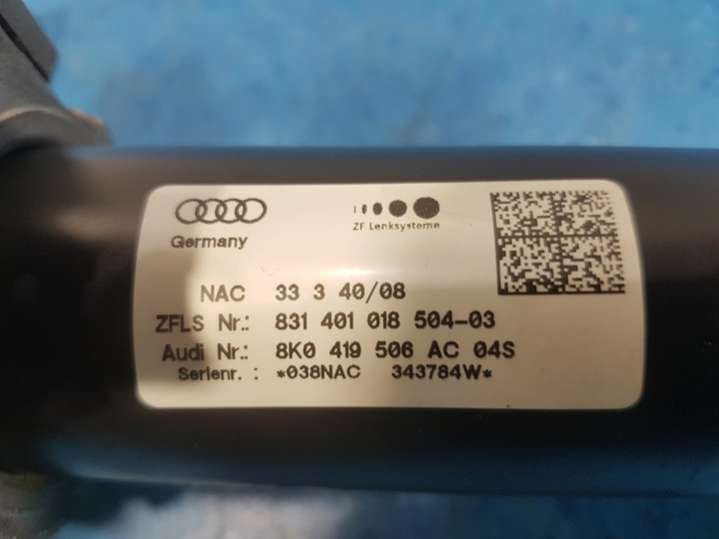 Germany
ZF Lenksysteme
NAC 33 3 40/08
ZFLS Nr.: 831 401 018 504-03
Audi Nr.: 8K0 419 506 AC 04S
Serienr. : *038NAC 343784W*